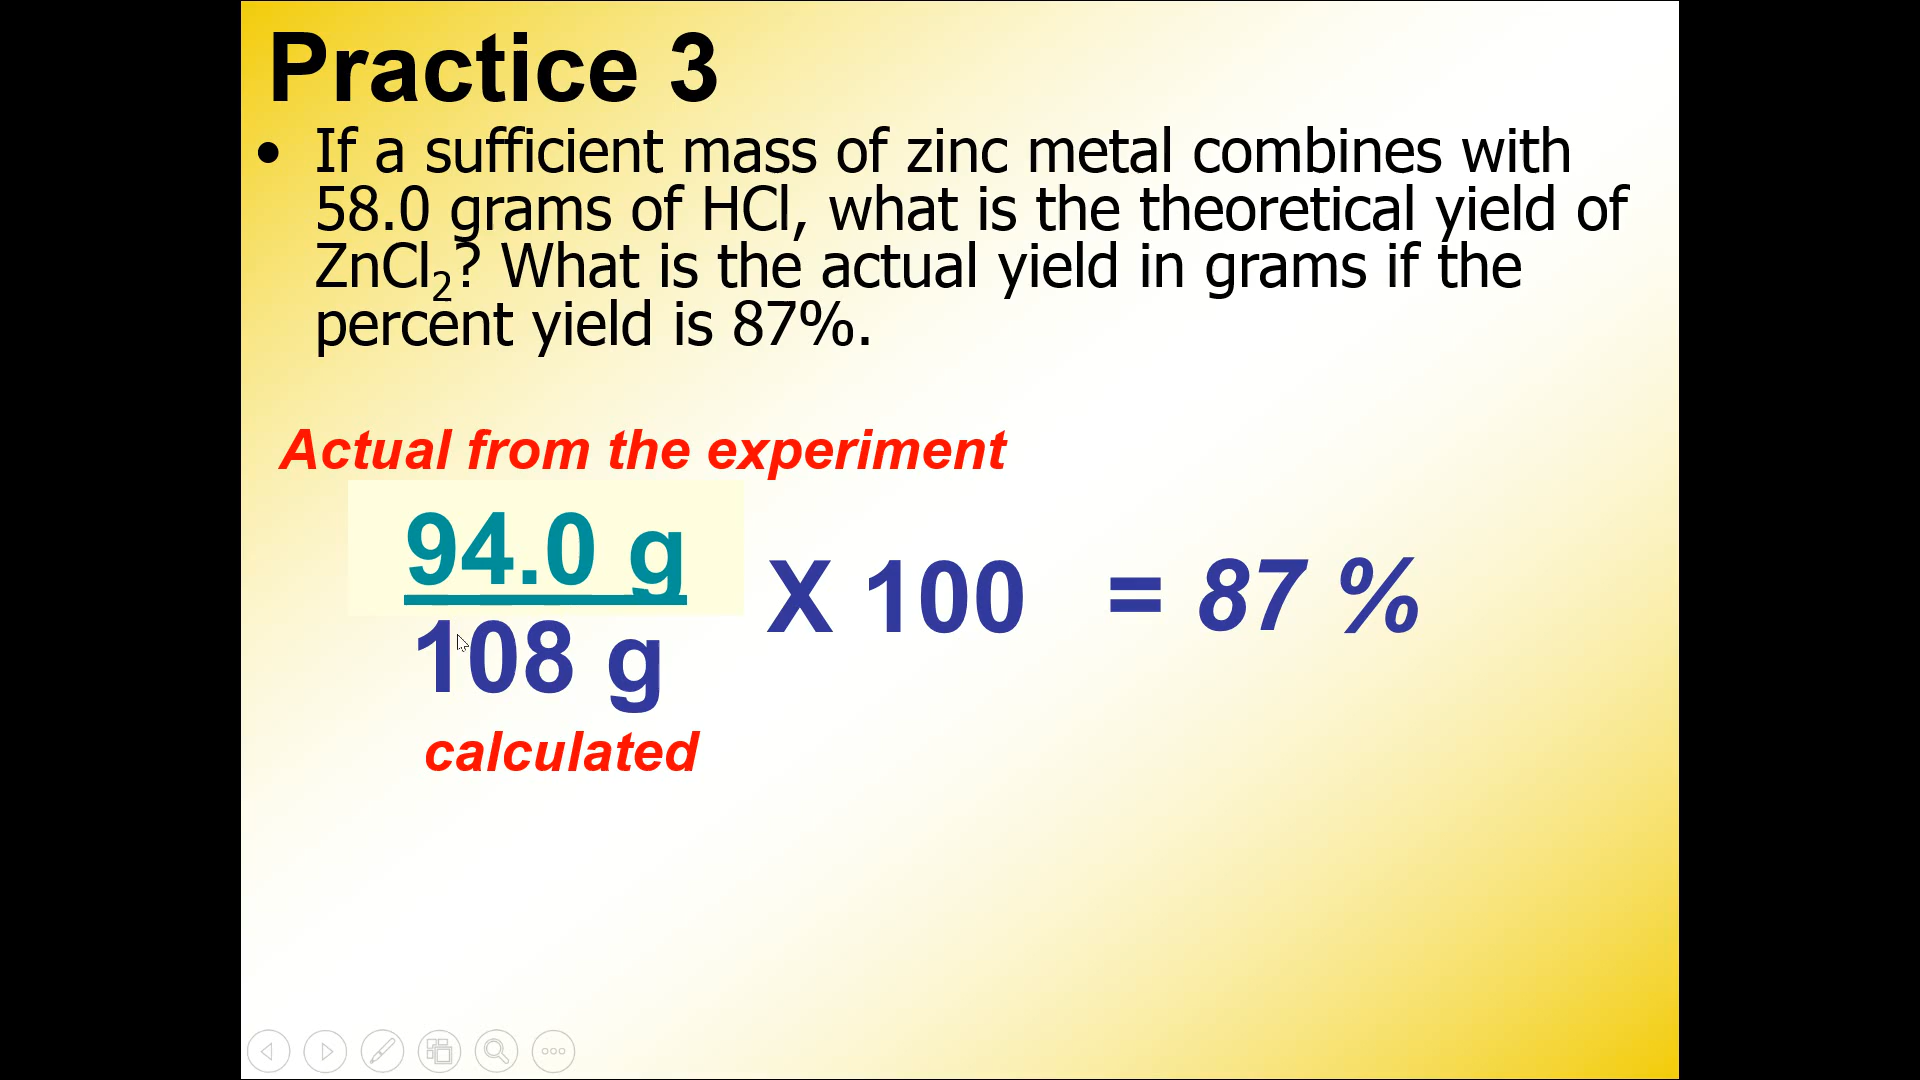 Practice 3
• If a sufficient mass of zinc metal combines with
58.0 grams of HCl, what is the theoretical yield of
ZnCl₂? What is the actual yield in grams if the
percent yield is 87%.
Actual from the experiment
94.0 g
X 100 = 87 %
108 g
calculated